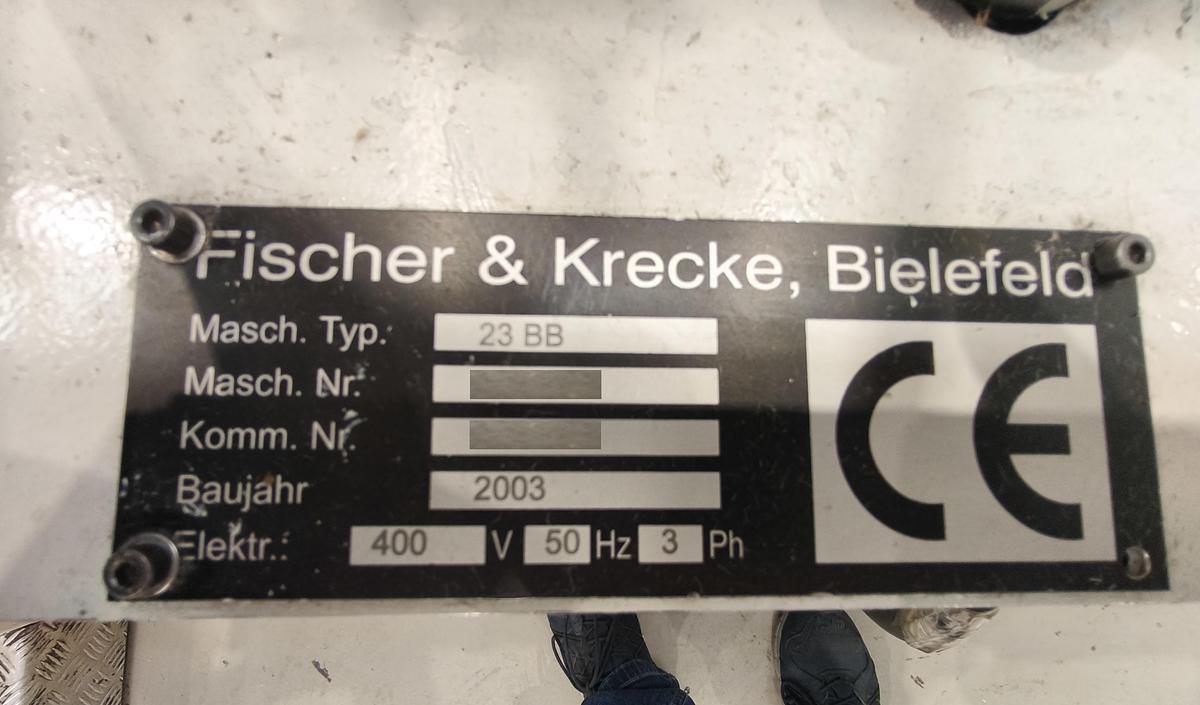 Fischer & Krecke, Bielefeld
Masch. Typ.: 23 BB
Masch. Nr.
Komm. Nr.
Baujahr 2003
Elektr.: 400 V 50 Hz 3 Ph
CE